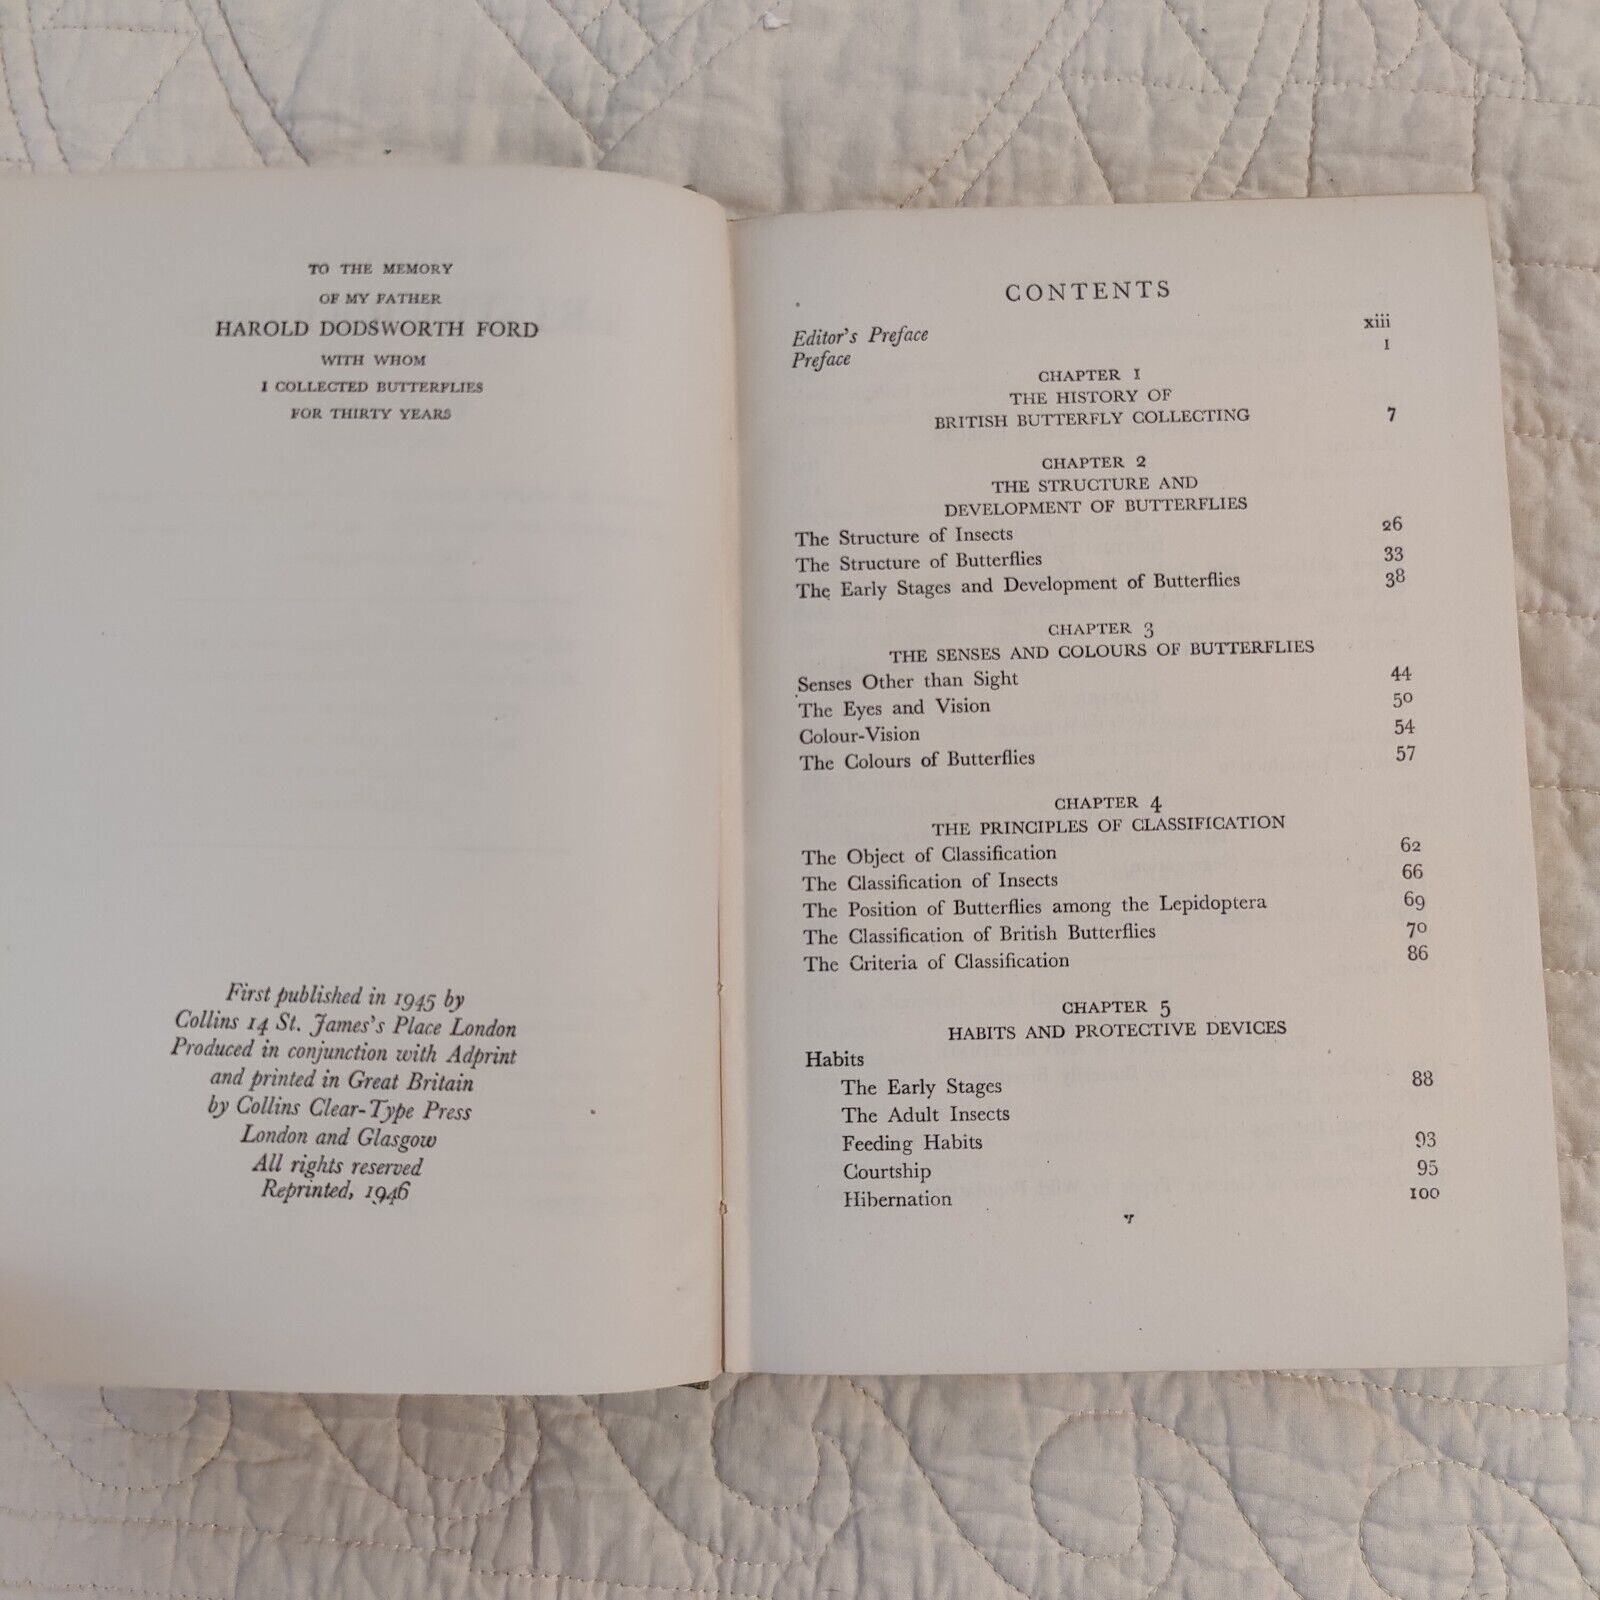 TO THE MEMORY
OF MY FATHER
HAROLD DODSWORTH FORD
WITH WHOM
I COLLECTED BUTTERFLIES
FOR THIRTY YEARS
First published in 1945 by
Collins 14 St. James's Place London
Produced in conjunction with Adprint
and printed in Great Britain
by Collins Clear-Type Press
London and Glasgow
All rights reserved
Reprinted, 1946
CONTENTS
Editor's Preface xiii
Preface 1
CHAPTER 1
THE HISTORY OF
BRITISH BUTTERFLY COLLECTING 7
CHAPTER 2
THE STRUCTURE AND
DEVELOPMENT OF BUTTERFLIES
The Structure of Insects 26
The Structure of Butterflies 33
The Early Stages and Development of Butterflies 38
CHAPTER 3
THE SENSES AND COLOURS OF BUTTERFLIES
Senses Other than Sight 44
The Eyes and Vision 50
Colour-Vision 54
The Colours of Butterflies 57
CHAPTER 4
THE PRINCIPLES OF CLASSIFICATION
The Object of Classification 62
The Classification of Insects 66
The Position of Butterflies among the Lepidoptera 69
The Classification of British Butterflies 70
The Criteria of Classification 86
CHAPTER 5
HABITS AND PROTECTIVE DEVICES
Habits
The Early Stages 88
The Adult Insects
Feeding Habits 93
Courtship 95
Hibernation 100
v